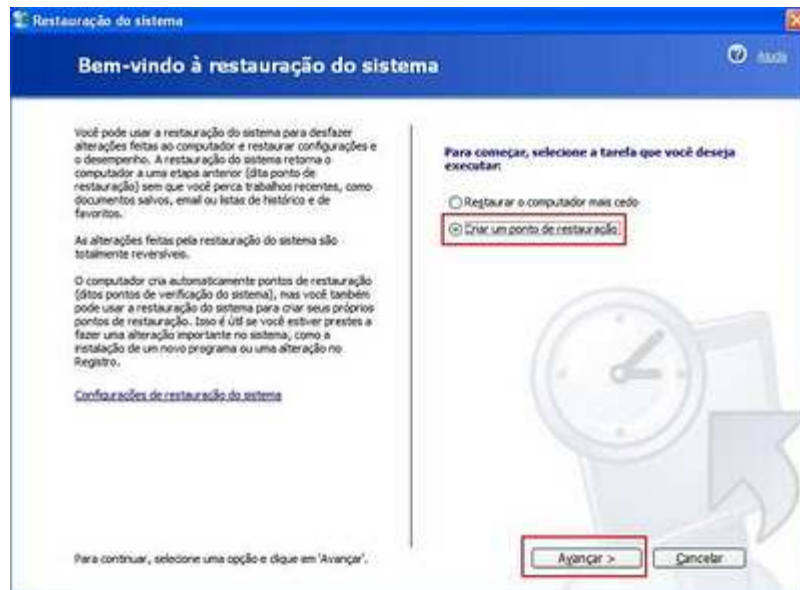 Restauração do sistema
Bem-vindo à restauração do sistema
Ajuda
Você pode usar a restauração do sistema para desfazer
alterações feitas ao computador e restaurar configurações e
o desempenho. A restauração do sistema retorna o
computador a uma etapa anterior (dita ponto de
restauração) sem que você perca trabalhos recentes, como
documentos salvos, email ou listas de histórico e de
favoritos.
As alterações feitas pela restauração do sistema são
totalmente reversíveis.
O computador cria automaticamente pontos de restauração
(ditos pontos de verificação do sistema), mas você também
pode usar a restauração do sistema para criar seus próprios
pontos de restauração. Isso é útil se você estiver prestes a
fazer uma alteração importante no sistema, como a
instalação de um novo programa ou uma alteração no
Registro.
Configurações de restauração do sistema
Para continuar, selecione uma opção e clique em 'Avançar'.
Para começar, selecione a tarefa que você deseja
executar:
Restaurar o computador mais cedo
Criar um ponto de restauração
Avançar >
Cancelar